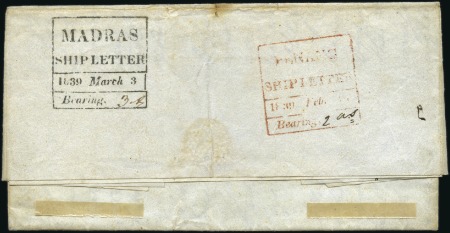 MADRAS
SHIP LETTER
1839 March 3
Bearing.
SHIP LETTER
1839 Feb.
Bearing. 2 as